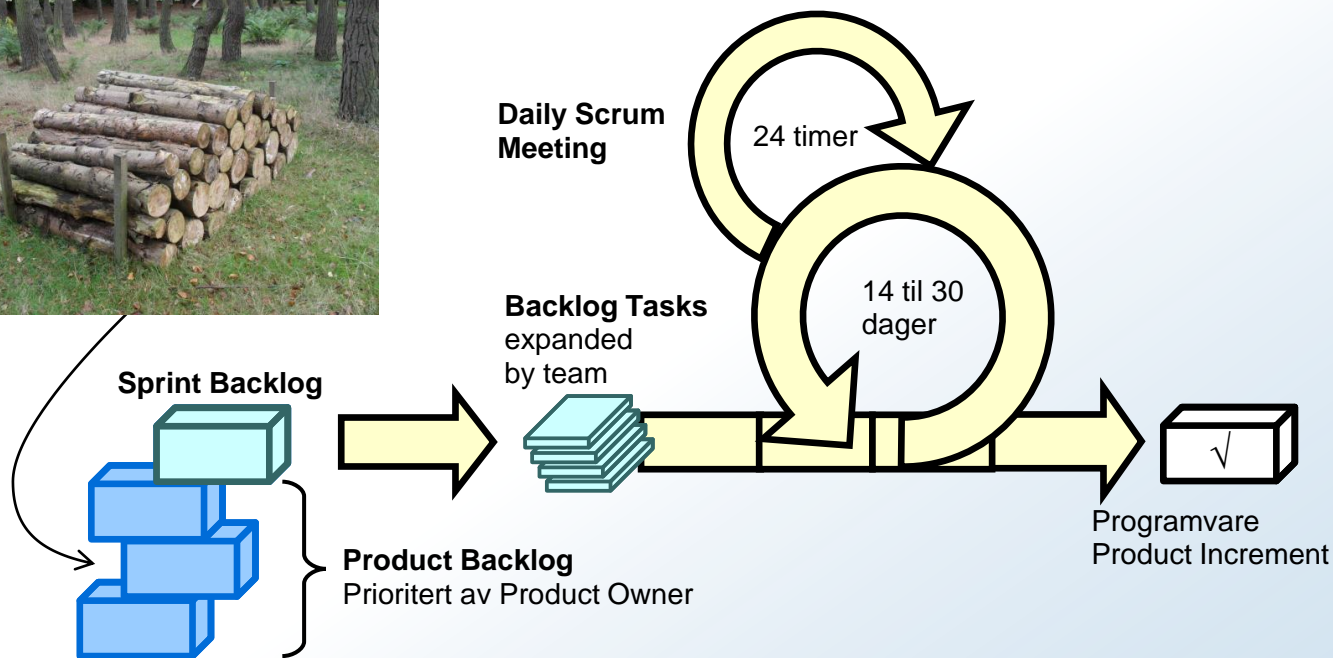 Daily Scrum
Meeting
24 timer
14 til 30
dager
Backlog Tasks
expanded
by team
Sprint Backlog
√
Programvare
Product Increment
Product Backlog
Prioritert av Product Owner